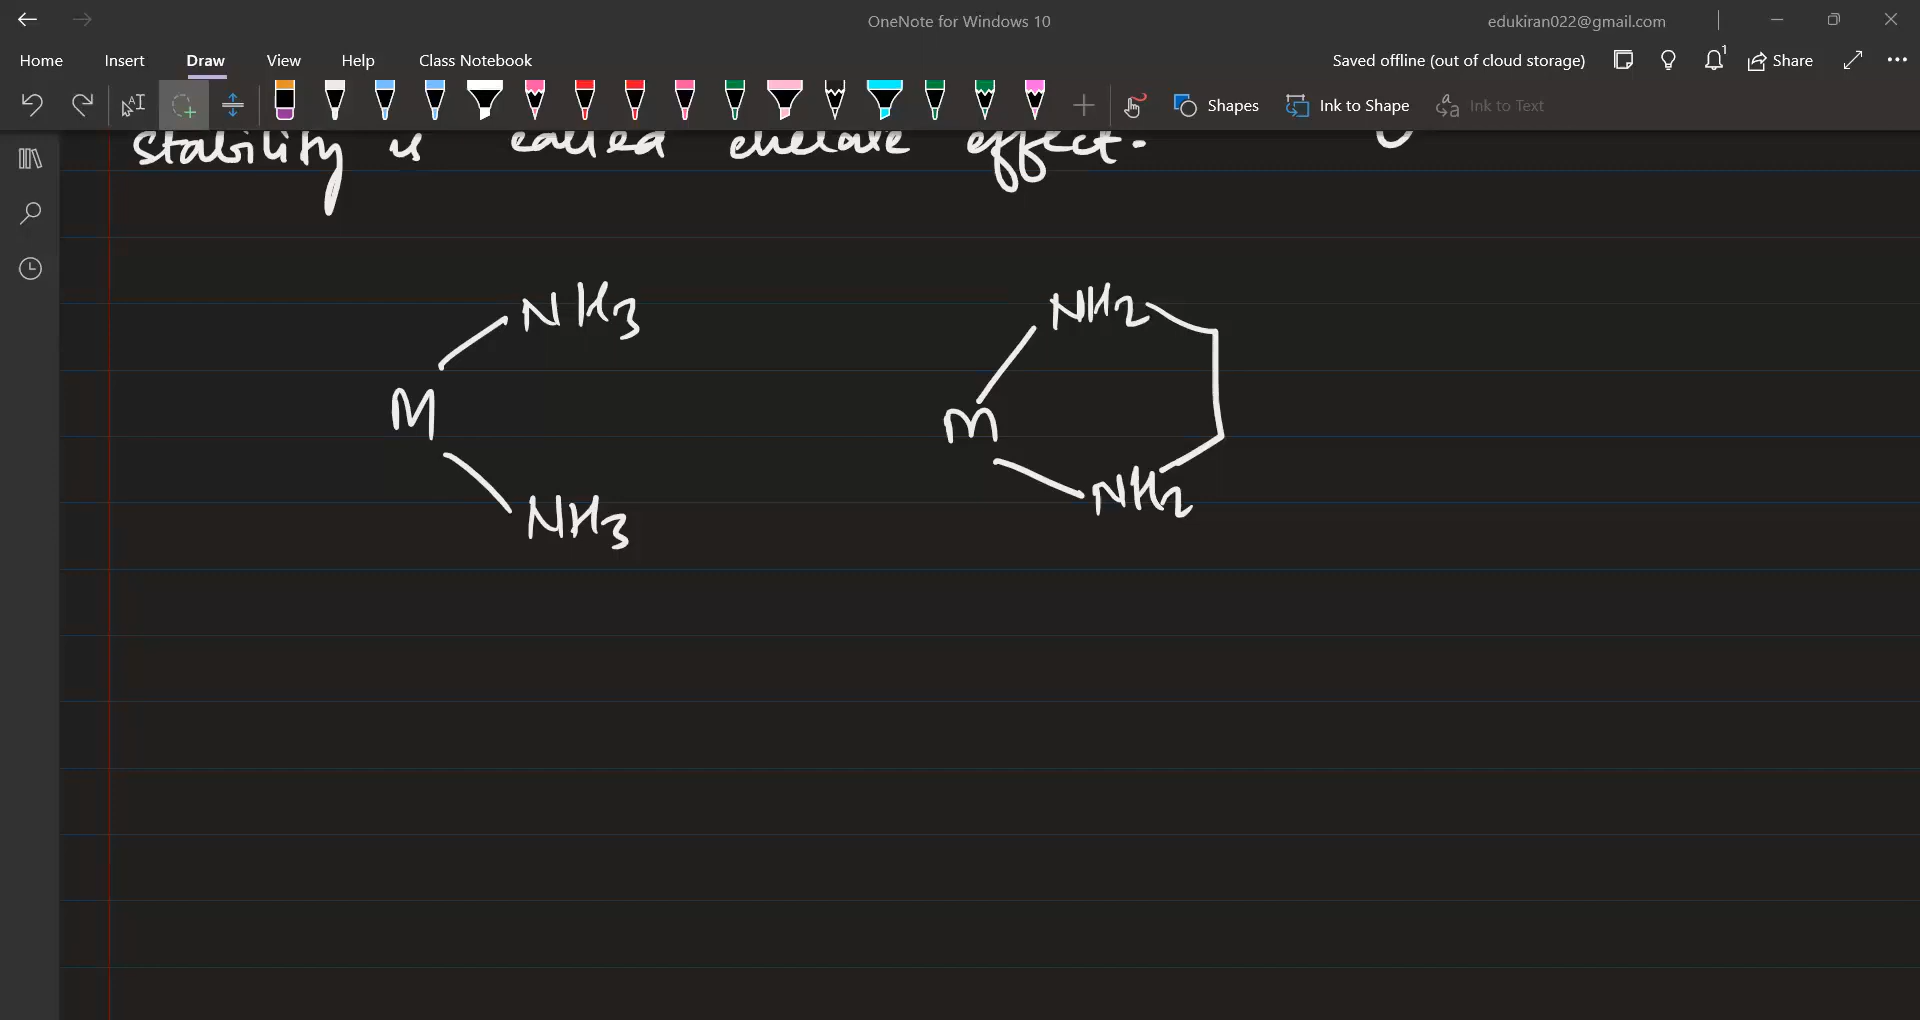 OneNote for Windows 10
edukiran022@gmail.com
Home Insert Draw View Help Class Notebook
Saved offline (out of cloud storage)
1
Share
Shapes
Ink to Shape
Ink to Text
stability is called chelate effect.
NH3
NH2
M
M
NH2
NH3